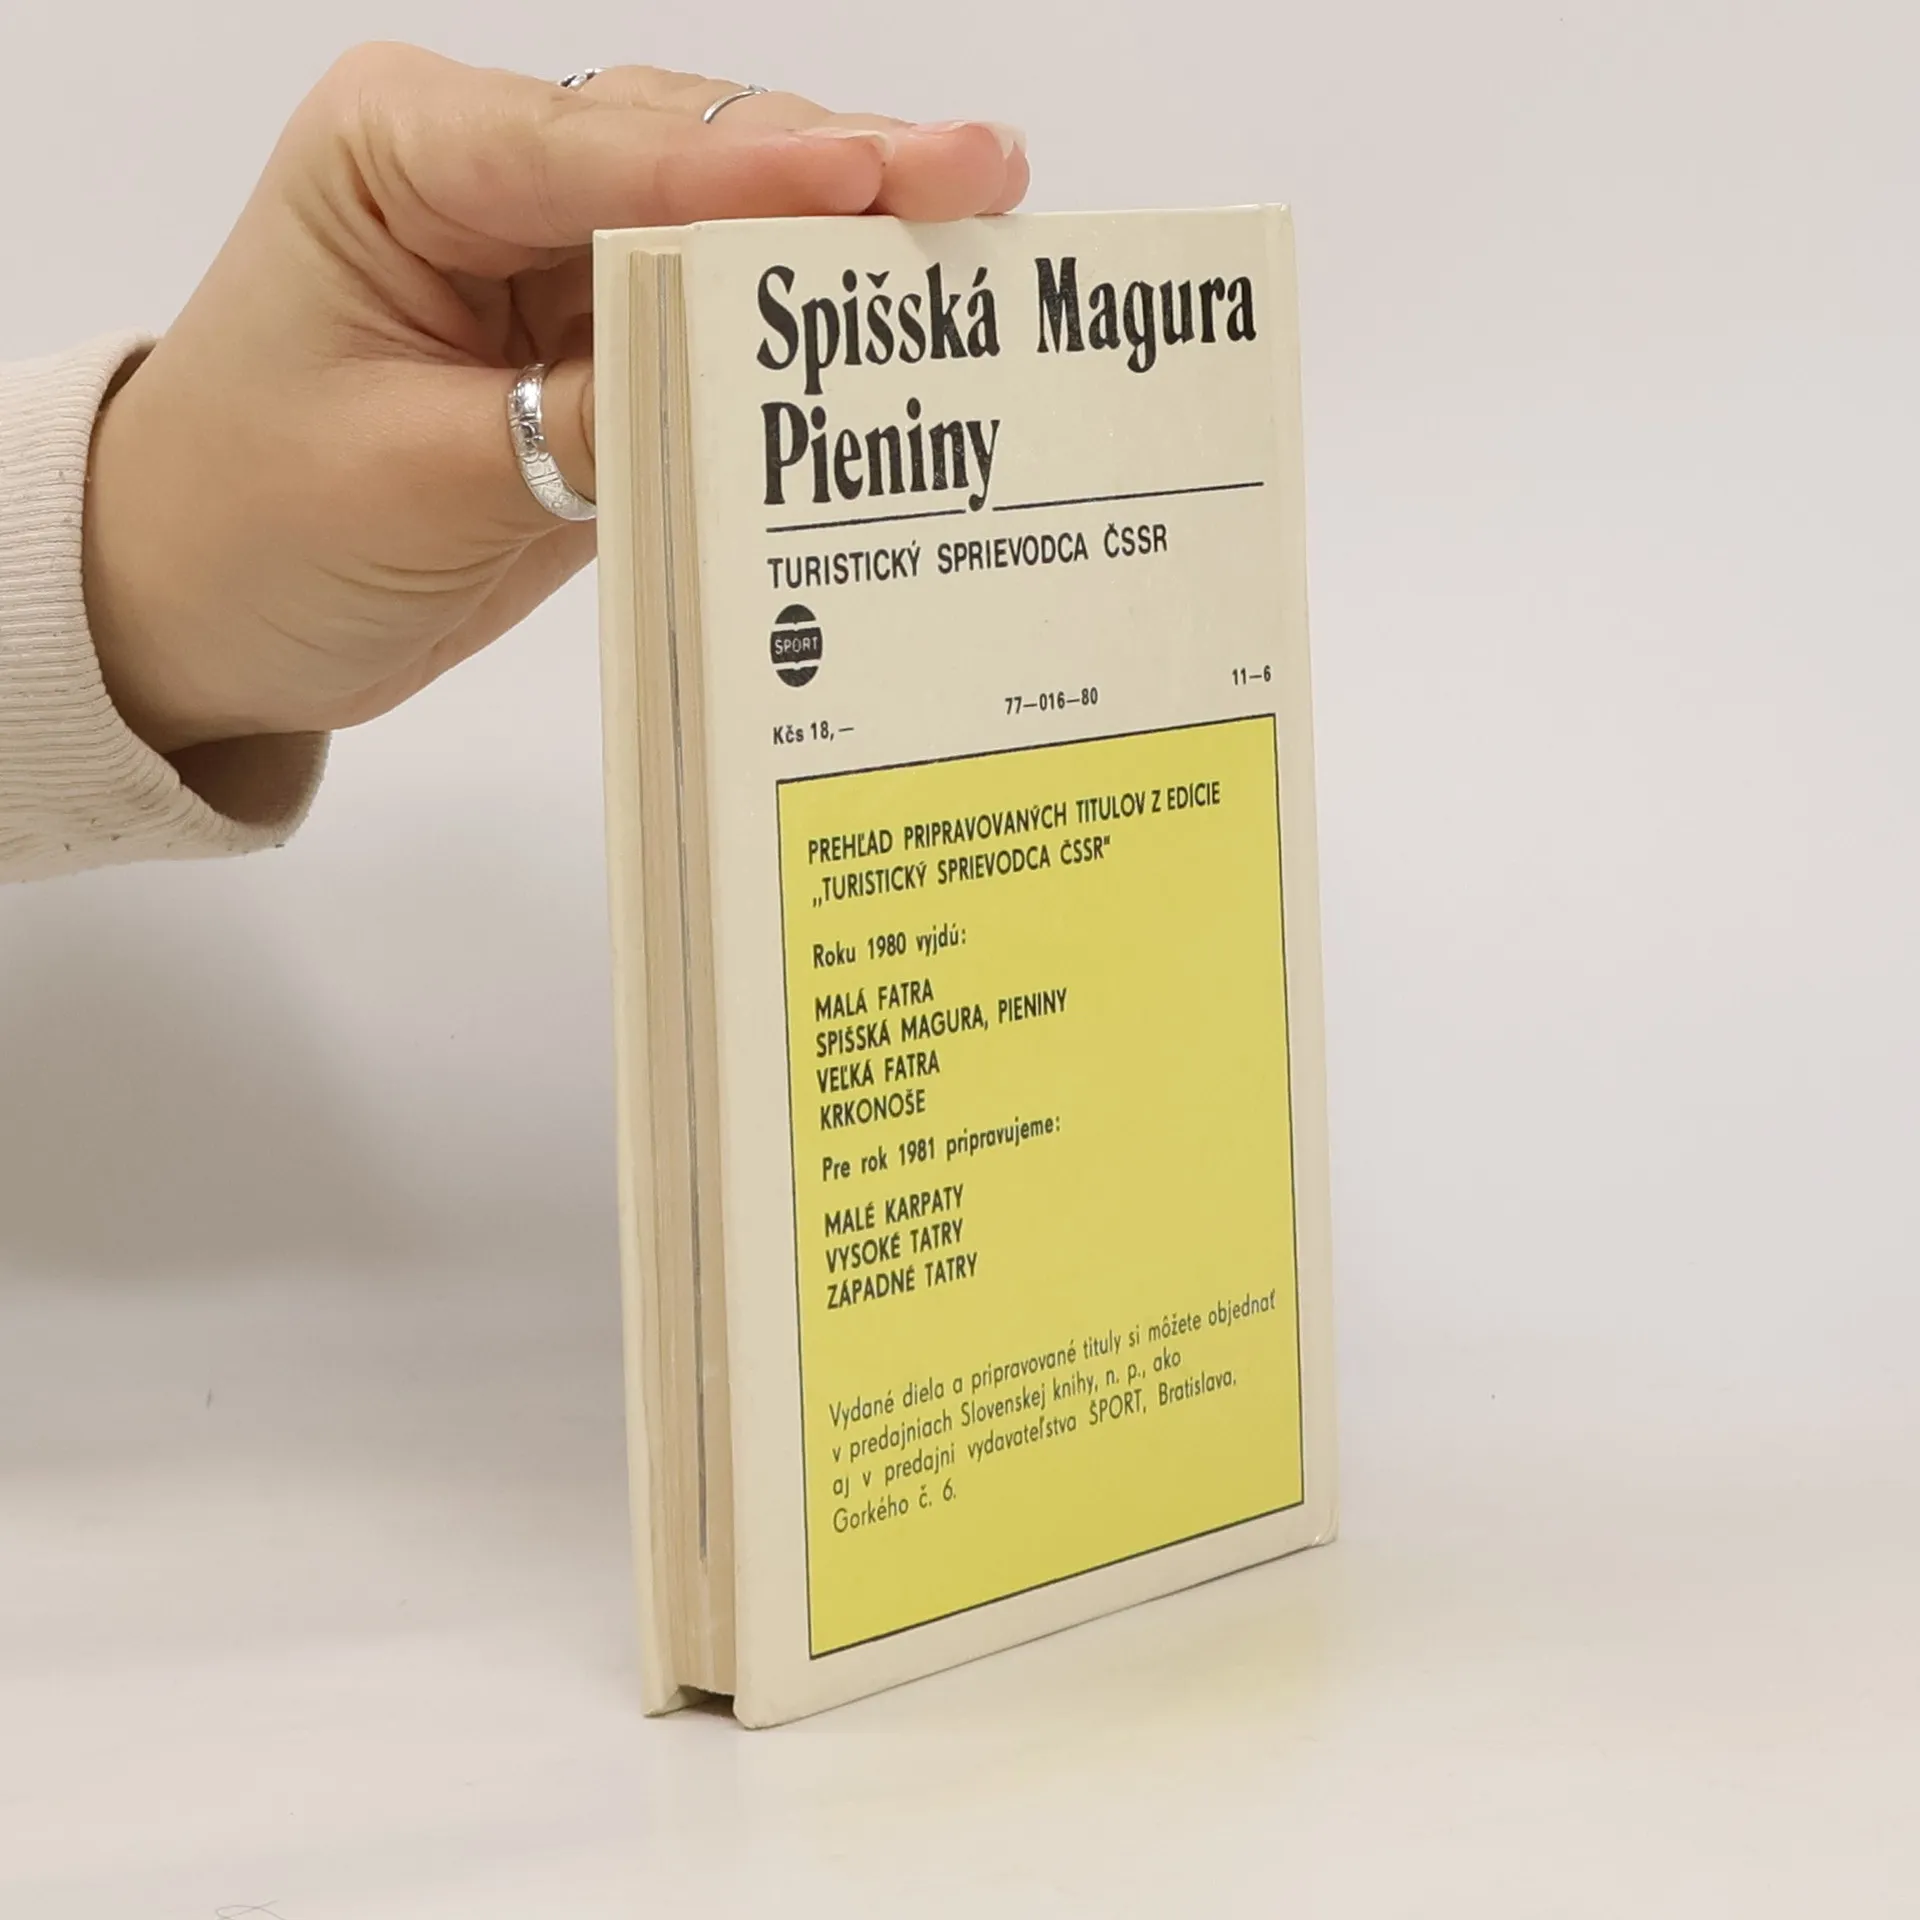 Spišská Magura
Pieniny
TURISTICKÝ SPRIEVODCA ČSSR
ŠPORT
Kčs 18,— 77—016—80 11—6
PREHĽAD PRIPRAVOVANÝCH TITULOV Z EDÍCIE
„TURISTICKÝ SPRIEVODCA ČSSR"
Roku 1980 vyjdú:
MALÁ FATRA
SPIŠSKÁ MAGURA, PIENINY
VEĽKÁ FATRA
KRKONOŠE
Pre rok 1981 pripravujeme:
MALÉ KARPATY
VYSOKÉ TATRY
ZÁPADNÉ TATRY
Vydané diela a pripravované tituly si môžete objednať
v predajniach Slovenskej knihy, n. p., ako
aj v predajni vydavateľstva ŠPORT, Bratislava,
Gorkého č. 6.